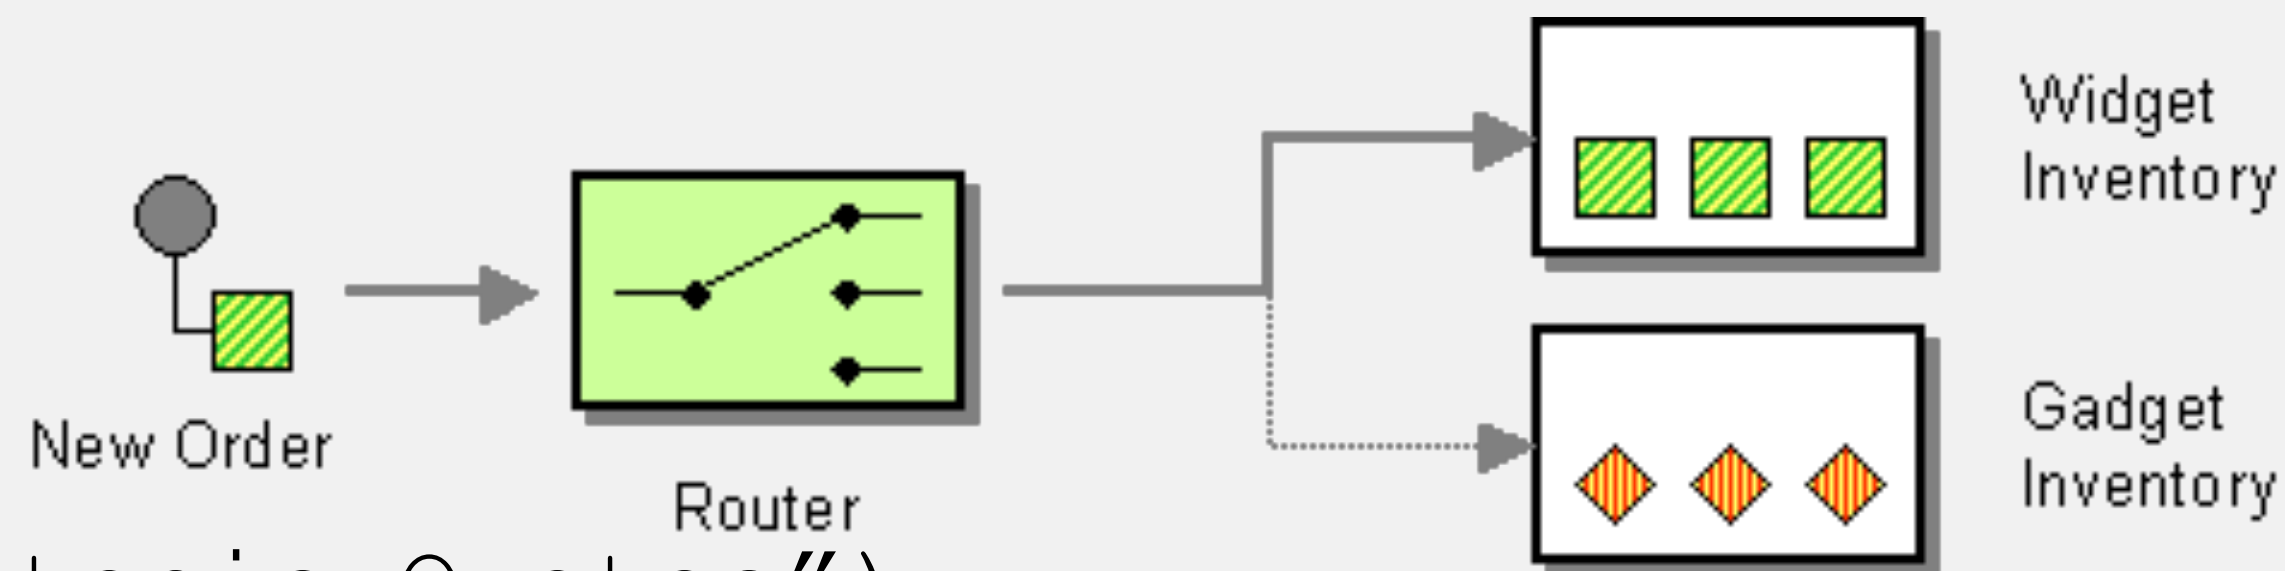 New Order
Router
Widget
Inventory
Gadget
Inventory